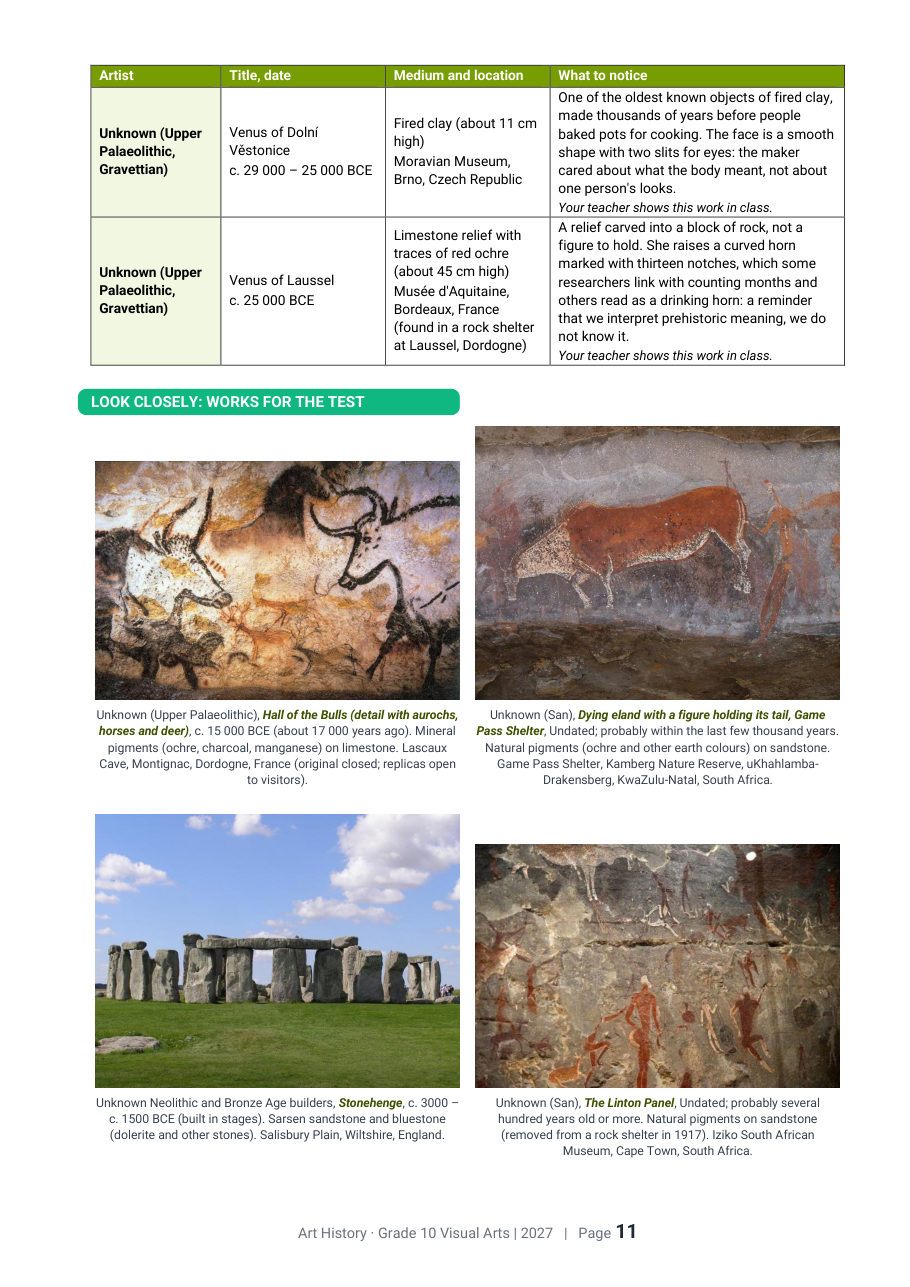 Artist Title, date Medium and location What to notice
Unknown (Upper
Palaeolithic,
Gravettian)
Venus of Dolní
Věstonice
c. 29 000 – 25 000 BCE
Fired clay (about 11 cm
high)
Moravian Museum,
Brno, Czech Republic
One of the oldest known objects of fired clay,
made thousands of years before people
baked pots for cooking. The face is a smooth
shape with two slits for eyes: the maker
cared about what the body meant, not about
one person's looks.
Your teacher shows this work in class.
Unknown (Upper
Palaeolithic,
Gravettian)
Venus of Laussel
c. 25 000 BCE
Limestone relief with
traces of red ochre
(about 45 cm high)
Musée d'Aquitaine,
Bordeaux, France
(found in a rock shelter
at Laussel, Dordogne)
A relief carved into a block of rock, not a
figure to hold. She raises a curved horn
marked with thirteen notches, which some
researchers link with counting months and
others read as a drinking horn: a reminder
that we interpret prehistoric meaning, we do
not know it.
Your teacher shows this work in class.
LOOK CLOSELY: WORKS FOR THE TEST
Unknown (Upper Palaeolithic), Hall of the Bulls (detail with aurochs,
horses and deer), c. 15 000 BCE (about 17 000 years ago). Mineral
pigments (ochre, charcoal, manganese) on limestone. Lascaux
Cave, Montignac, Dordogne, France (original closed; replicas open
to visitors).
Unknown (San), Dying eland with a figure holding its tail, Game
Pass Shelter, Undated; probably within the last few thousand years.
Natural pigments (ochre and other earth colours) on sandstone.
Game Pass Shelter, Kamberg Nature Reserve, uKhahlamba-
Drakensberg, KwaZulu-Natal, South Africa.
Unknown Neolithic and Bronze Age builders, Stonehenge, c. 3000 –
c. 1500 BCE (built in stages). Sarsen sandstone and bluestone
(dolerite and other stones). Salisbury Plain, Wiltshire, England.
Unknown (San), The Linton Panel, Undated; probably several
hundred years old or more. Natural pigments on sandstone
(removed from a rock shelter in 1917). Iziko South African
Museum, Cape Town, South Africa.
Art History · Grade 10 Visual Arts | 2027 | Page 11